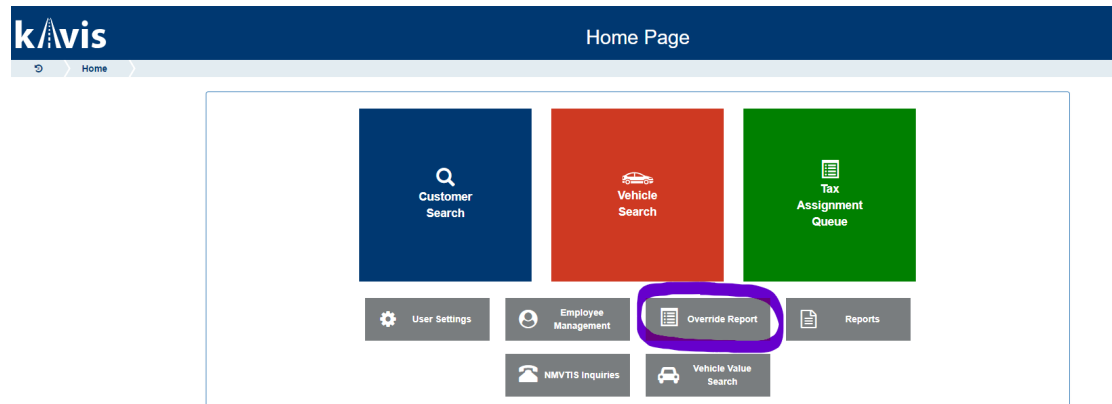 kavis
Home Page
Home
Customer
Search
Vehicle
Search
Tax
Assignment
Queue
User Settings
Employee
Management
Override Report
Reports
NMVTIS Inquiries
Vehicle Value
Search